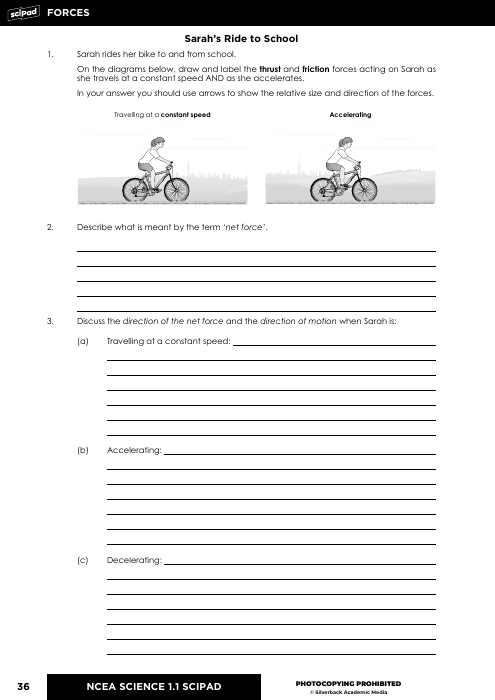 scipad FORCES
Sarah's Ride to School
1. Sarah rides her bike to and from school.
On the diagrams below, draw and label the thrust and friction forces acting on Sarah as
she travels at a constant speed AND as she accelerates.
In your answer you should use arrows to show the relative size and direction of the forces.
Travelling at a constant speed
Accelerating
2. Describe what is meant by the term 'net force'.
3. Discuss the direction of the net force and the direction of motion when Sarah is:
(a) Travelling at a constant speed:
(b) Accelerating:
(c) Decelerating:
36 NCEA SCIENCE 1.1 SCIPAD
PHOTOCOPYING PROHIBITED
© Silverback Academic Media